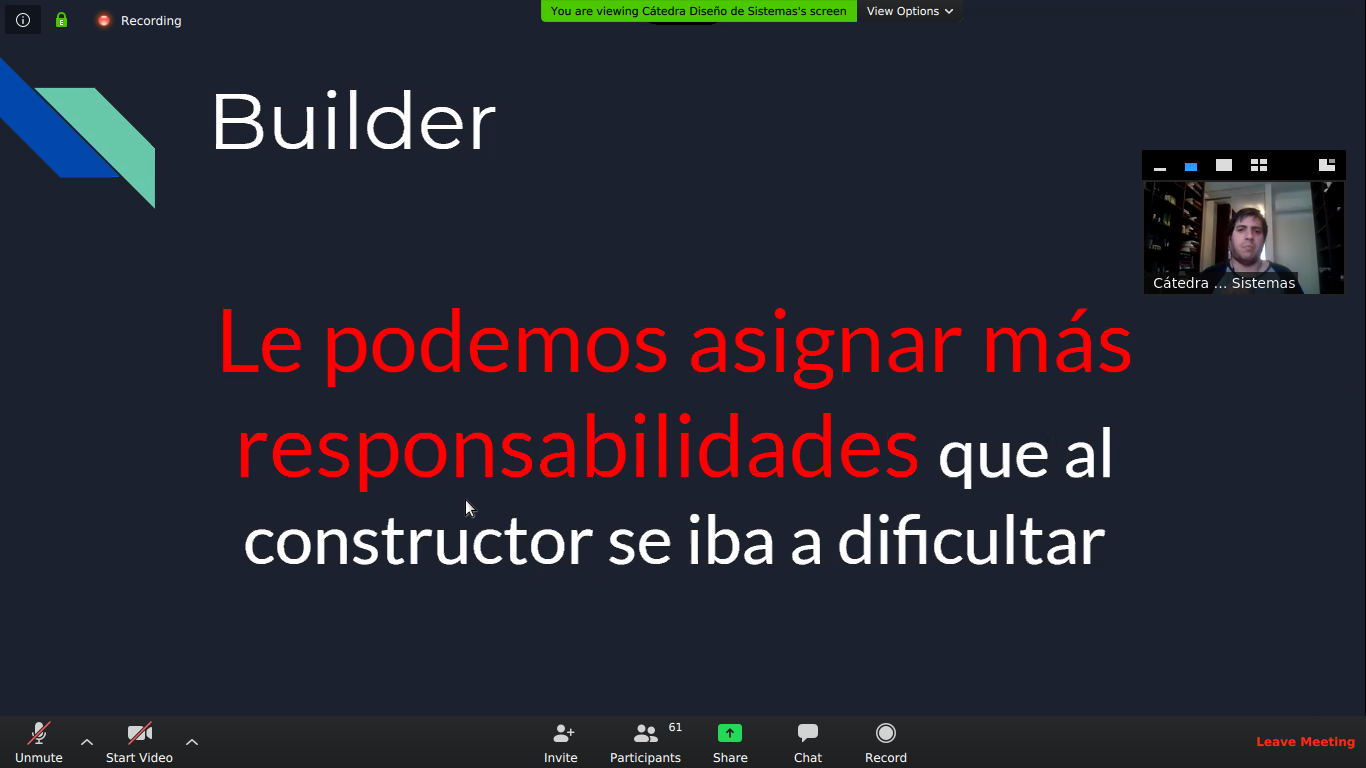 Recording
You are viewing Cátedra Diseño de Sistemas's screen
View Options
Builder
Cátedra ... Sistemas
Le podemos asignar más
responsabilidades que al
constructor se iba a dificultar
Unmute
Start Video
Invite
61
Participants
Share
Chat
Record
Leave Meeting